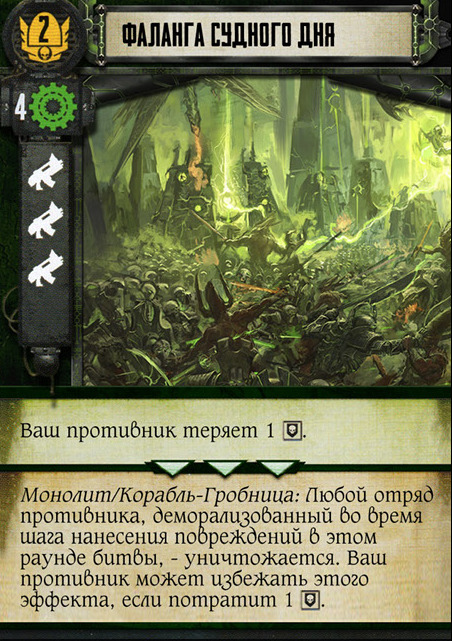 2
ФАЛАНГА СУДНОГО ДНЯ
4
Ваш противник теряет 1 .
Монолит/Корабль-Гробница: Любой отряд
противника, деморализованный во время
шага нанесения повреждений в этом
раунде битвы, - уничтожается. Ваш
противник может избежать этого
эффекта, если потратит 1 .